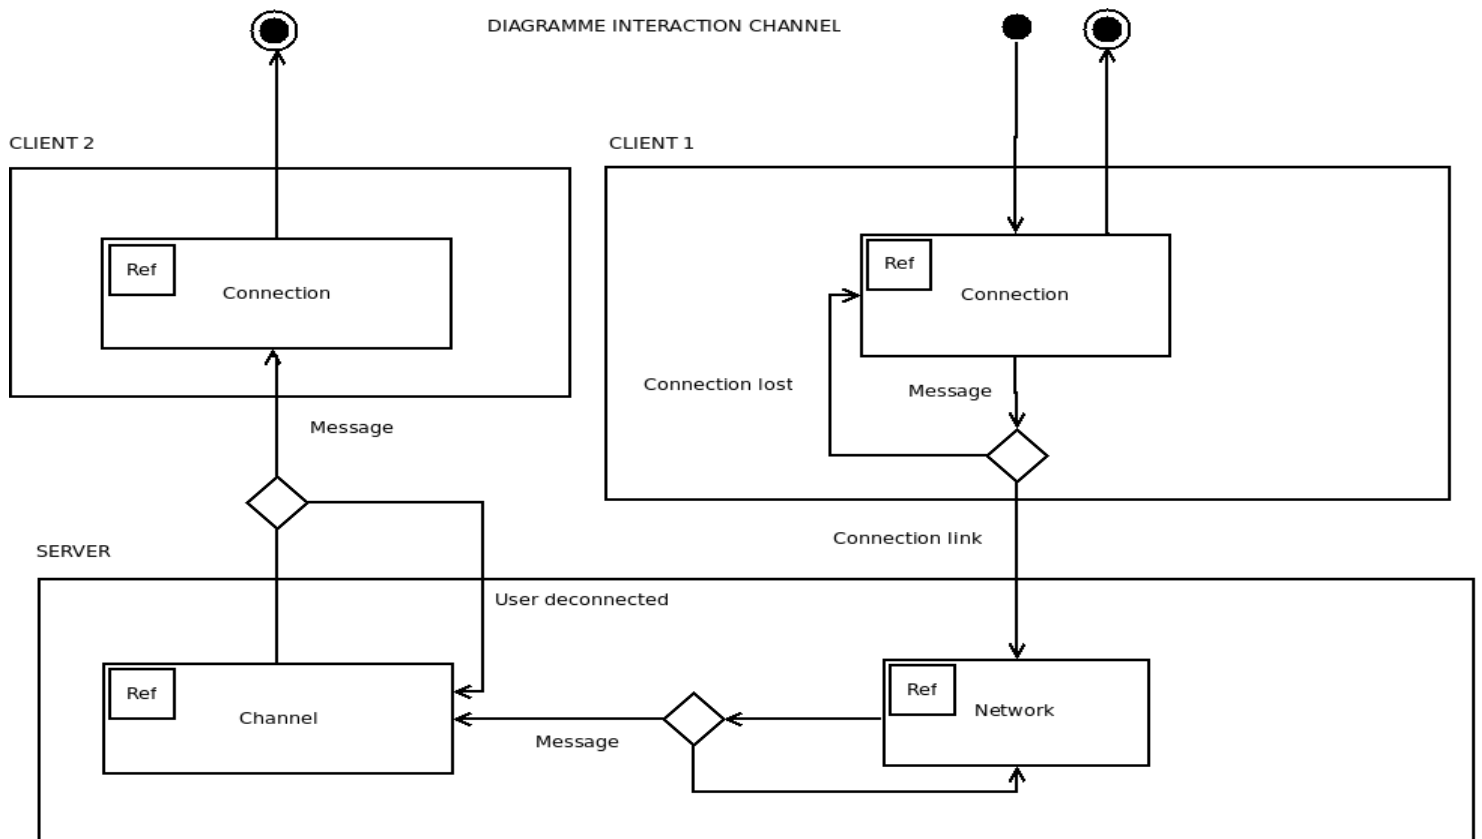 DIAGRAMME INTERACTION CHANNEL
CLIENT 2
CLIENT 1
Ref
Connection
Ref
Connection
Connection lost
Message
Message
Connection link
SERVER
User deconnected
Ref
Channel
Message
Ref
Network